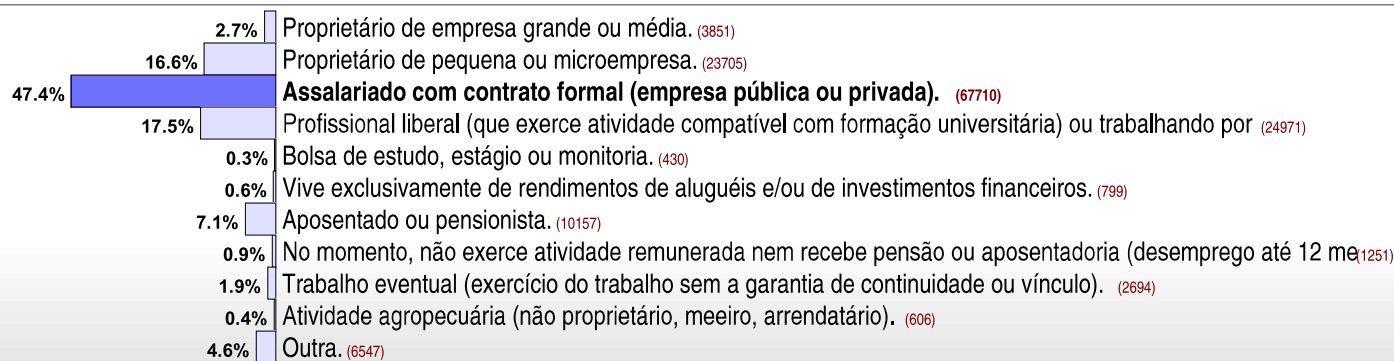 2.7% Proprietário de empresa grande ou média. (3851)
16.6% Proprietário de pequena ou microempresa. (23705)
47.4% Assalariado com contrato formal (empresa pública ou privada). (67710)
17.5% Profissional liberal (que exerce atividade compatível com formação universitária) ou trabalhando por (24971)
0.3% Bolsa de estudo, estágio ou monitoria. (430)
0.6% Vive exclusivamente de rendimentos de aluguéis e/ou de investimentos financeiros. (799)
7.1% Aposentado ou pensionista. (10157)
0.9% No momento, não exerce atividade remunerada nem recebe pensão ou aposentadoria (desemprego até 12 me(1251)
1.9% Trabalho eventual (exercício do trabalho sem a garantia de continuidade ou vínculo). (2694)
0.4% Atividade agropecuária (não proprietário, meeiro, arrendatário). (606)
4.6% Outra. (6547)